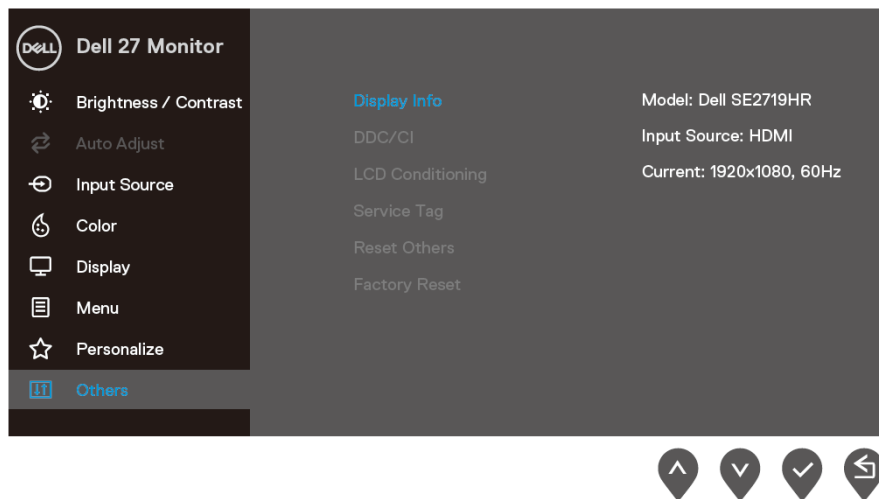 DELL Dell 27 Monitor
Brightness / Contrast
Auto Adjust
Input Source
Color
Display
Menu
Personalize
Others
Display Info
DDC/CI
LCD Conditioning
Service Tag
Reset Others
Factory Reset
Model: Dell SE2719HR
Input Source: HDMI
Current: 1920x1080, 60Hz